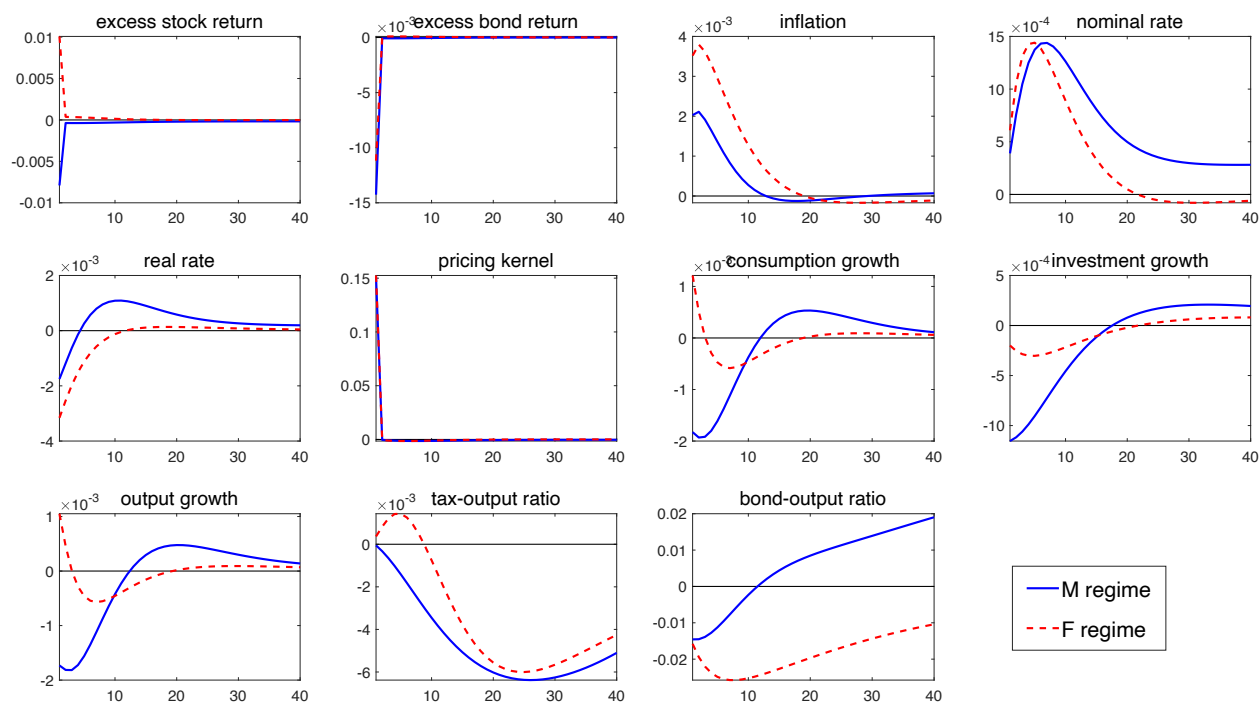 excess stock return
0.01
0.005
0
-0.005
-0.01
10 20 30 40
excess bond return
×10⁻³
0
-5
-10
-15
10 20 30 40
inflation
×10⁻³
4
3
2
1
0
10 20 30 40
nominal rate
×10⁻⁴
15
10
5
0
10 20 30 40
real rate
×10⁻³
2
0
-2
-4
10 20 30 40
pricing kernel
0.15
0.1
0.05
0
10 20 30 40
consumption growth
×10⁻³
1
0
-1
-2
10 20 30 40
investment growth
×10⁻⁴
5
0
-5
-10
10 20 30 40
output growth
×10⁻³
1
0
-1
-2
10 20 30 40
tax-output ratio
×10⁻³
0
-2
-4
-6
10 20 30 40
bond-output ratio
0.02
0.01
0
-0.01
-0.02
10 20 30 40
M regime
F regime